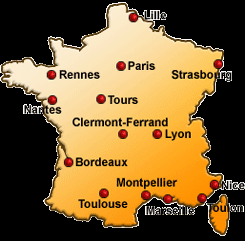 Lille
Paris
Rennes
Strasbourg
Nantes
Tours
Clermont-Ferrand
Lyon
Bordeaux
Montpellier
Nice
Toulouse
Marseille
Toulon